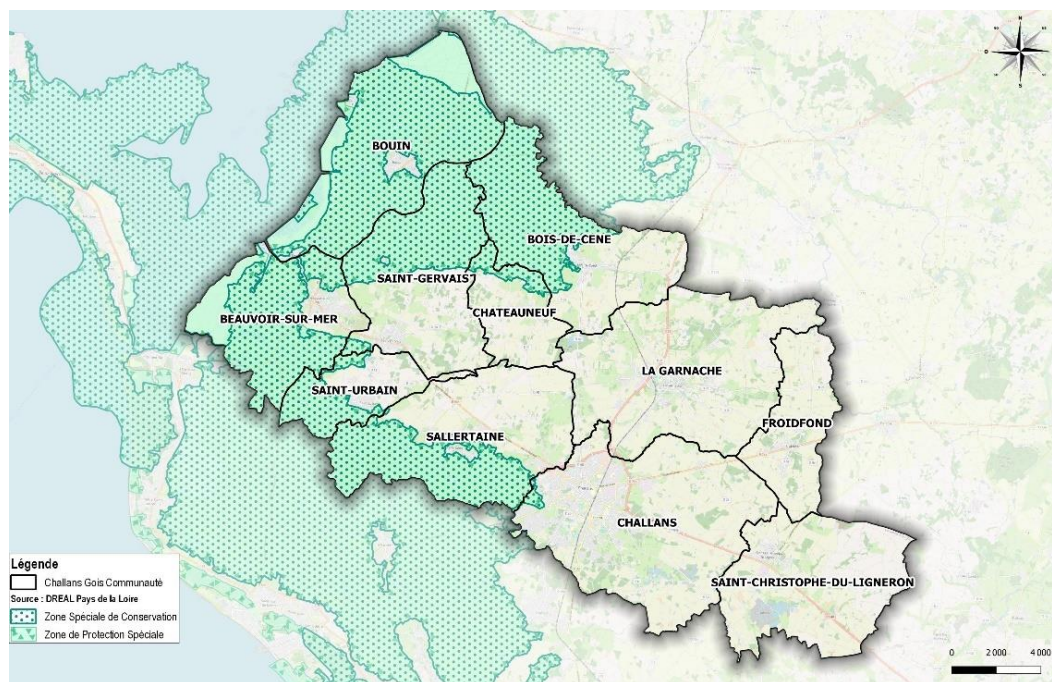 N
O
S
BOUIN
BOIS-DE-CENE
SAINT-GERVAIS
CHATEAUNEUF
BEAUVOIR-SUR-MER
LA GARNACHE
SAINT-URBAIN
FROIDFOND
SALLERTAINE
CHALLANS
SAINT-CHRISTOPHE-DU-LIGNERON
Légende
Challans Gois Communauté
Source : DREAL Pays de la Loire
Zone Spéciale de Conservation
Zone de Protection Spéciale
0 2 000 4 000